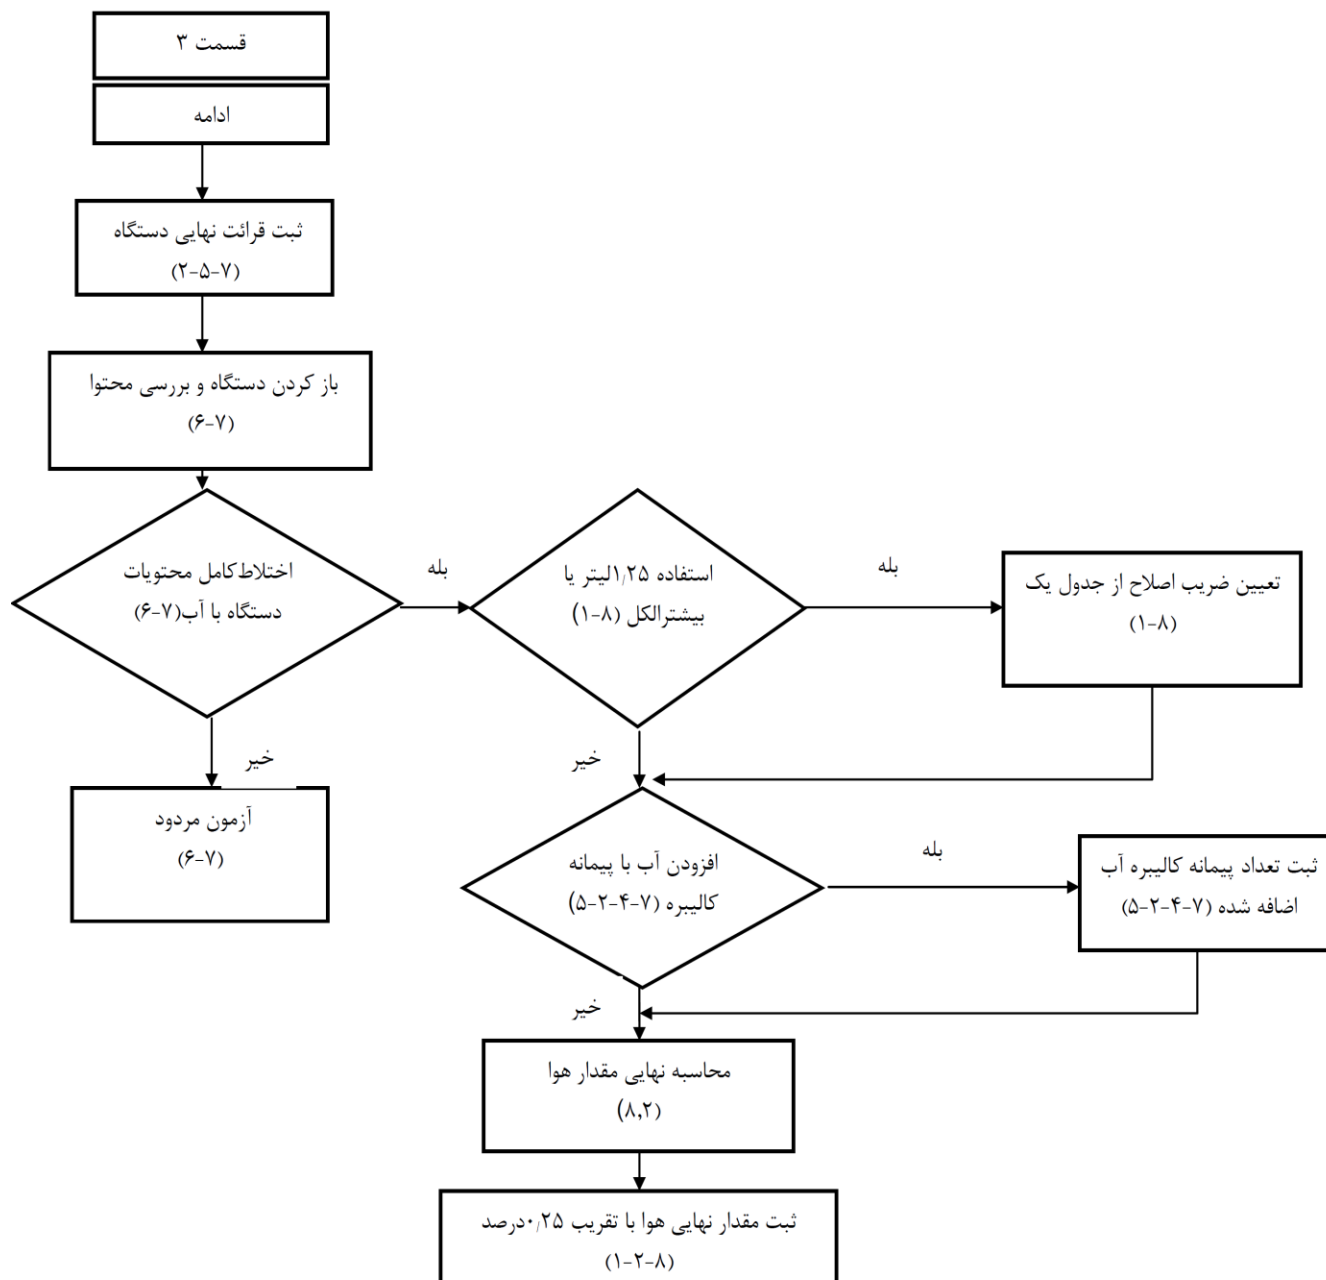 قسمت ۳
ادامه
ثبت قرائت نهایی دستگاه
(۲-۵-۷)
باز کردن دستگاه و بررسی محتوا
(۶-۷)
اختلاط کامل محتویات
دستگاه با آب(۶-۷)
بله
استفاده ۱٫۲۵لیتر یا
بیشترالکل (۱-۸)
بله
تعیین ضریب اصلاح از جدول یک
(۱-۸)
خیر
آزمون مردود
(۶-۷)
خیر
افزودن آب با پیمانه
کالیبره (۵-۲-۴-۷)
بله
ثبت تعداد پیمانه کالیبره آب
اضافه شده (۵-۲-۴-۷)
خیر
محاسبه نهایی مقدار هوا
(۸,۲)
ثبت مقدار نهایی هوا با تقریب ۰٫۲۵درصد
(۱-۲-۸)